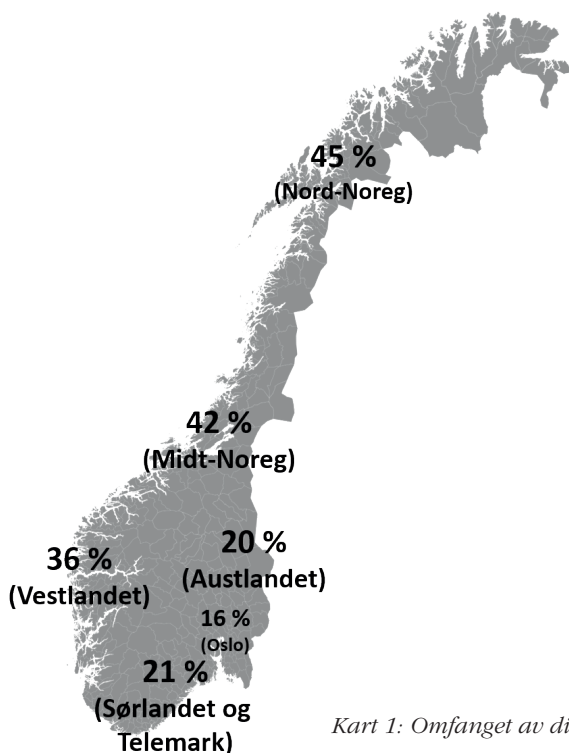 45 %
(Nord-Noreg)
42 %
(Midt-Noreg)
20 %
(Austlandet)
36 %
(Vestlandet)
16 %
(Oslo)
21 %
(Sørlandet og
Telemark)
Kart 1: Omfanget av di